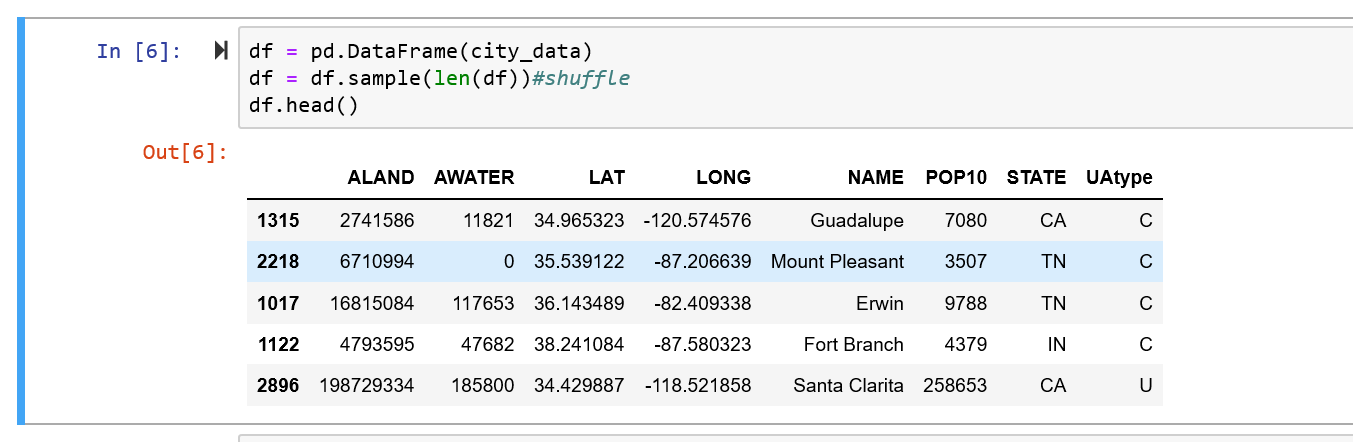 In [6]: df = pd.DataFrame(city_data)
df = df.sample(len(df))#shuffle
df.head()
Out[6]:
ALAND AWATER LAT LONG NAME POP10 STATE UAtype
1315 2741586 11821 34.965323 -120.574576 Guadalupe 7080 CA C
2218 6710994 0 35.539122 -87.206639 Mount Pleasant 3507 TN C
1017 16815084 117653 36.143489 -82.409338 Erwin 9788 TN C
1122 4793595 47682 38.241084 -87.580323 Fort Branch 4379 IN C
2896 198729334 185800 34.429887 -118.521858 Santa Clarita 258653 CA U